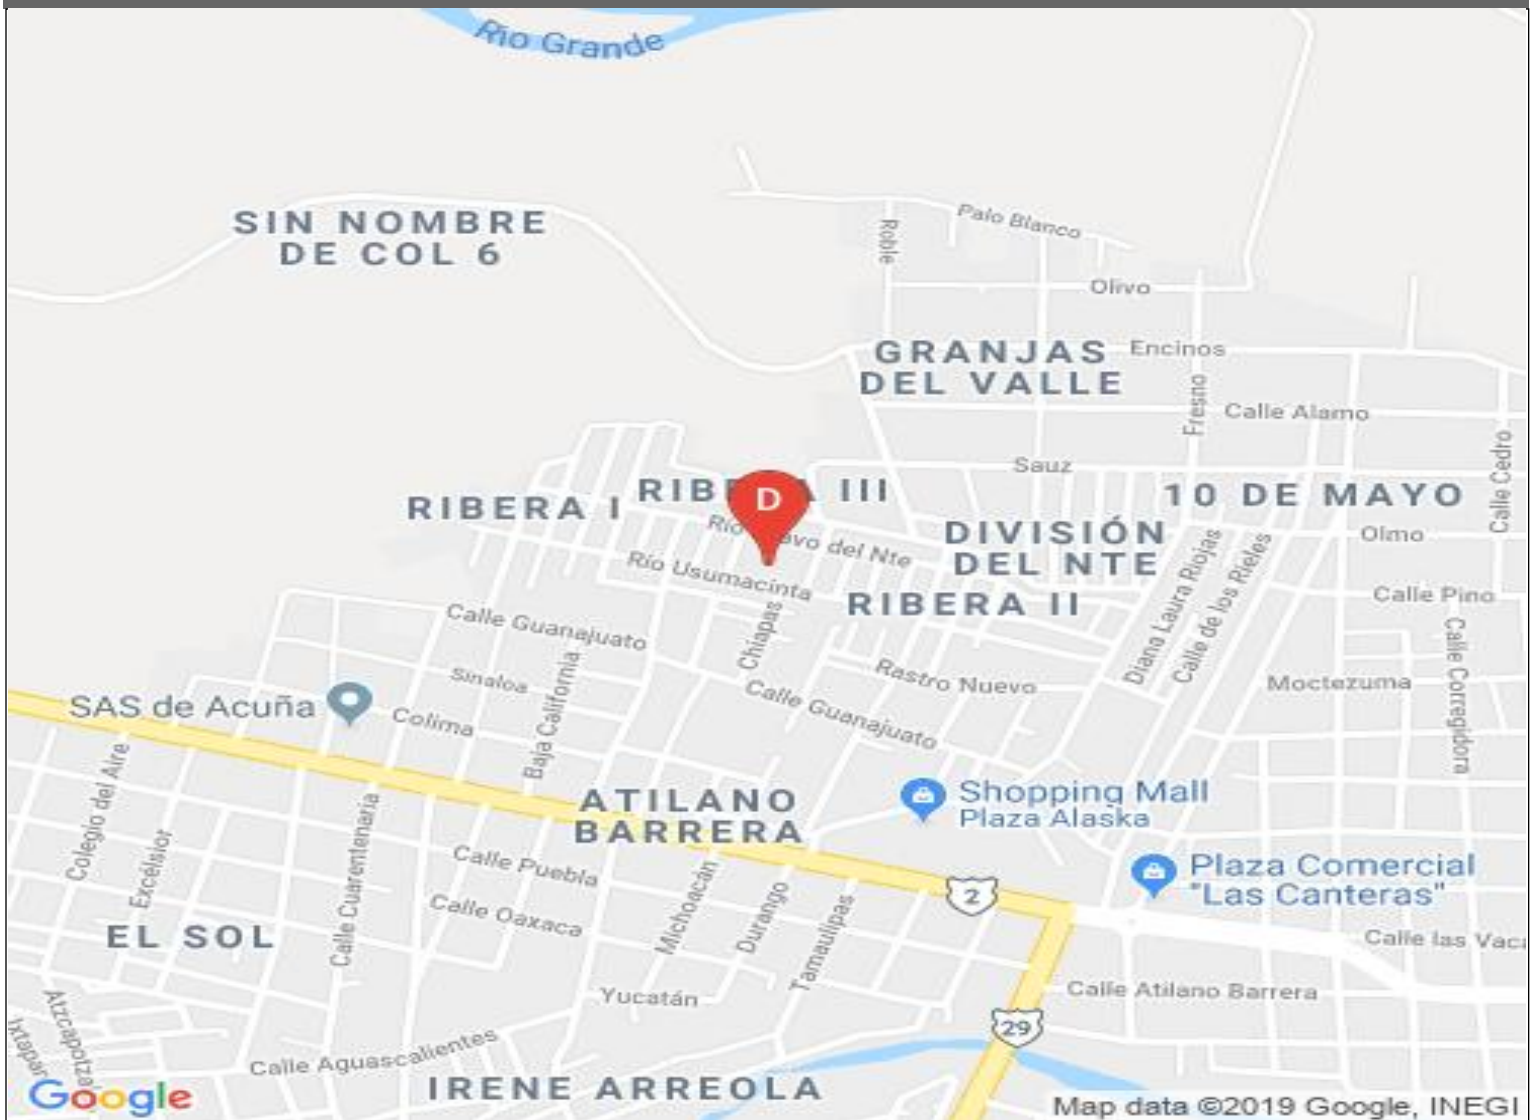 Río Grande
SIN NOMBRE
DE COL 6
Palo Blanco
Roble
Olivo
GRANJAS
DEL VALLE
Encinos
Fresno
Calle Alamo
Calle Cedro
Sauz
RIBERA I
III
D
10 DE MAYO
DIVISIÓN
DEL NTE
Olmo
del Nte
Río Usumacinta
RIBERA II
Diana Laura Riojas
Calle de los Rieles
Calle Pino
Calle Corregidora
Calle Guanajuato
Chiapas
Sinaloa
Baja California
Rastro Nuevo
Moctezuma
Calle Guanajuato
SAS de Acuña
Colima
Colegio del Aire
Excélsior
Calle Cuarentenaria
ATILANO
BARRERA
Shopping Mall
Plaza Alaska
Plaza Comercial
"Las Canteras"
Calle Puebla
Michoacán
Durango
Tamaulipas
2
Calle Oaxaca
EL SOL
Calle las
Yucatán
Calle Atilano Barrera
29
Calle Aguascalientes
IRENE ARREOLA
Google
Map data ©2019 Google, INEGI